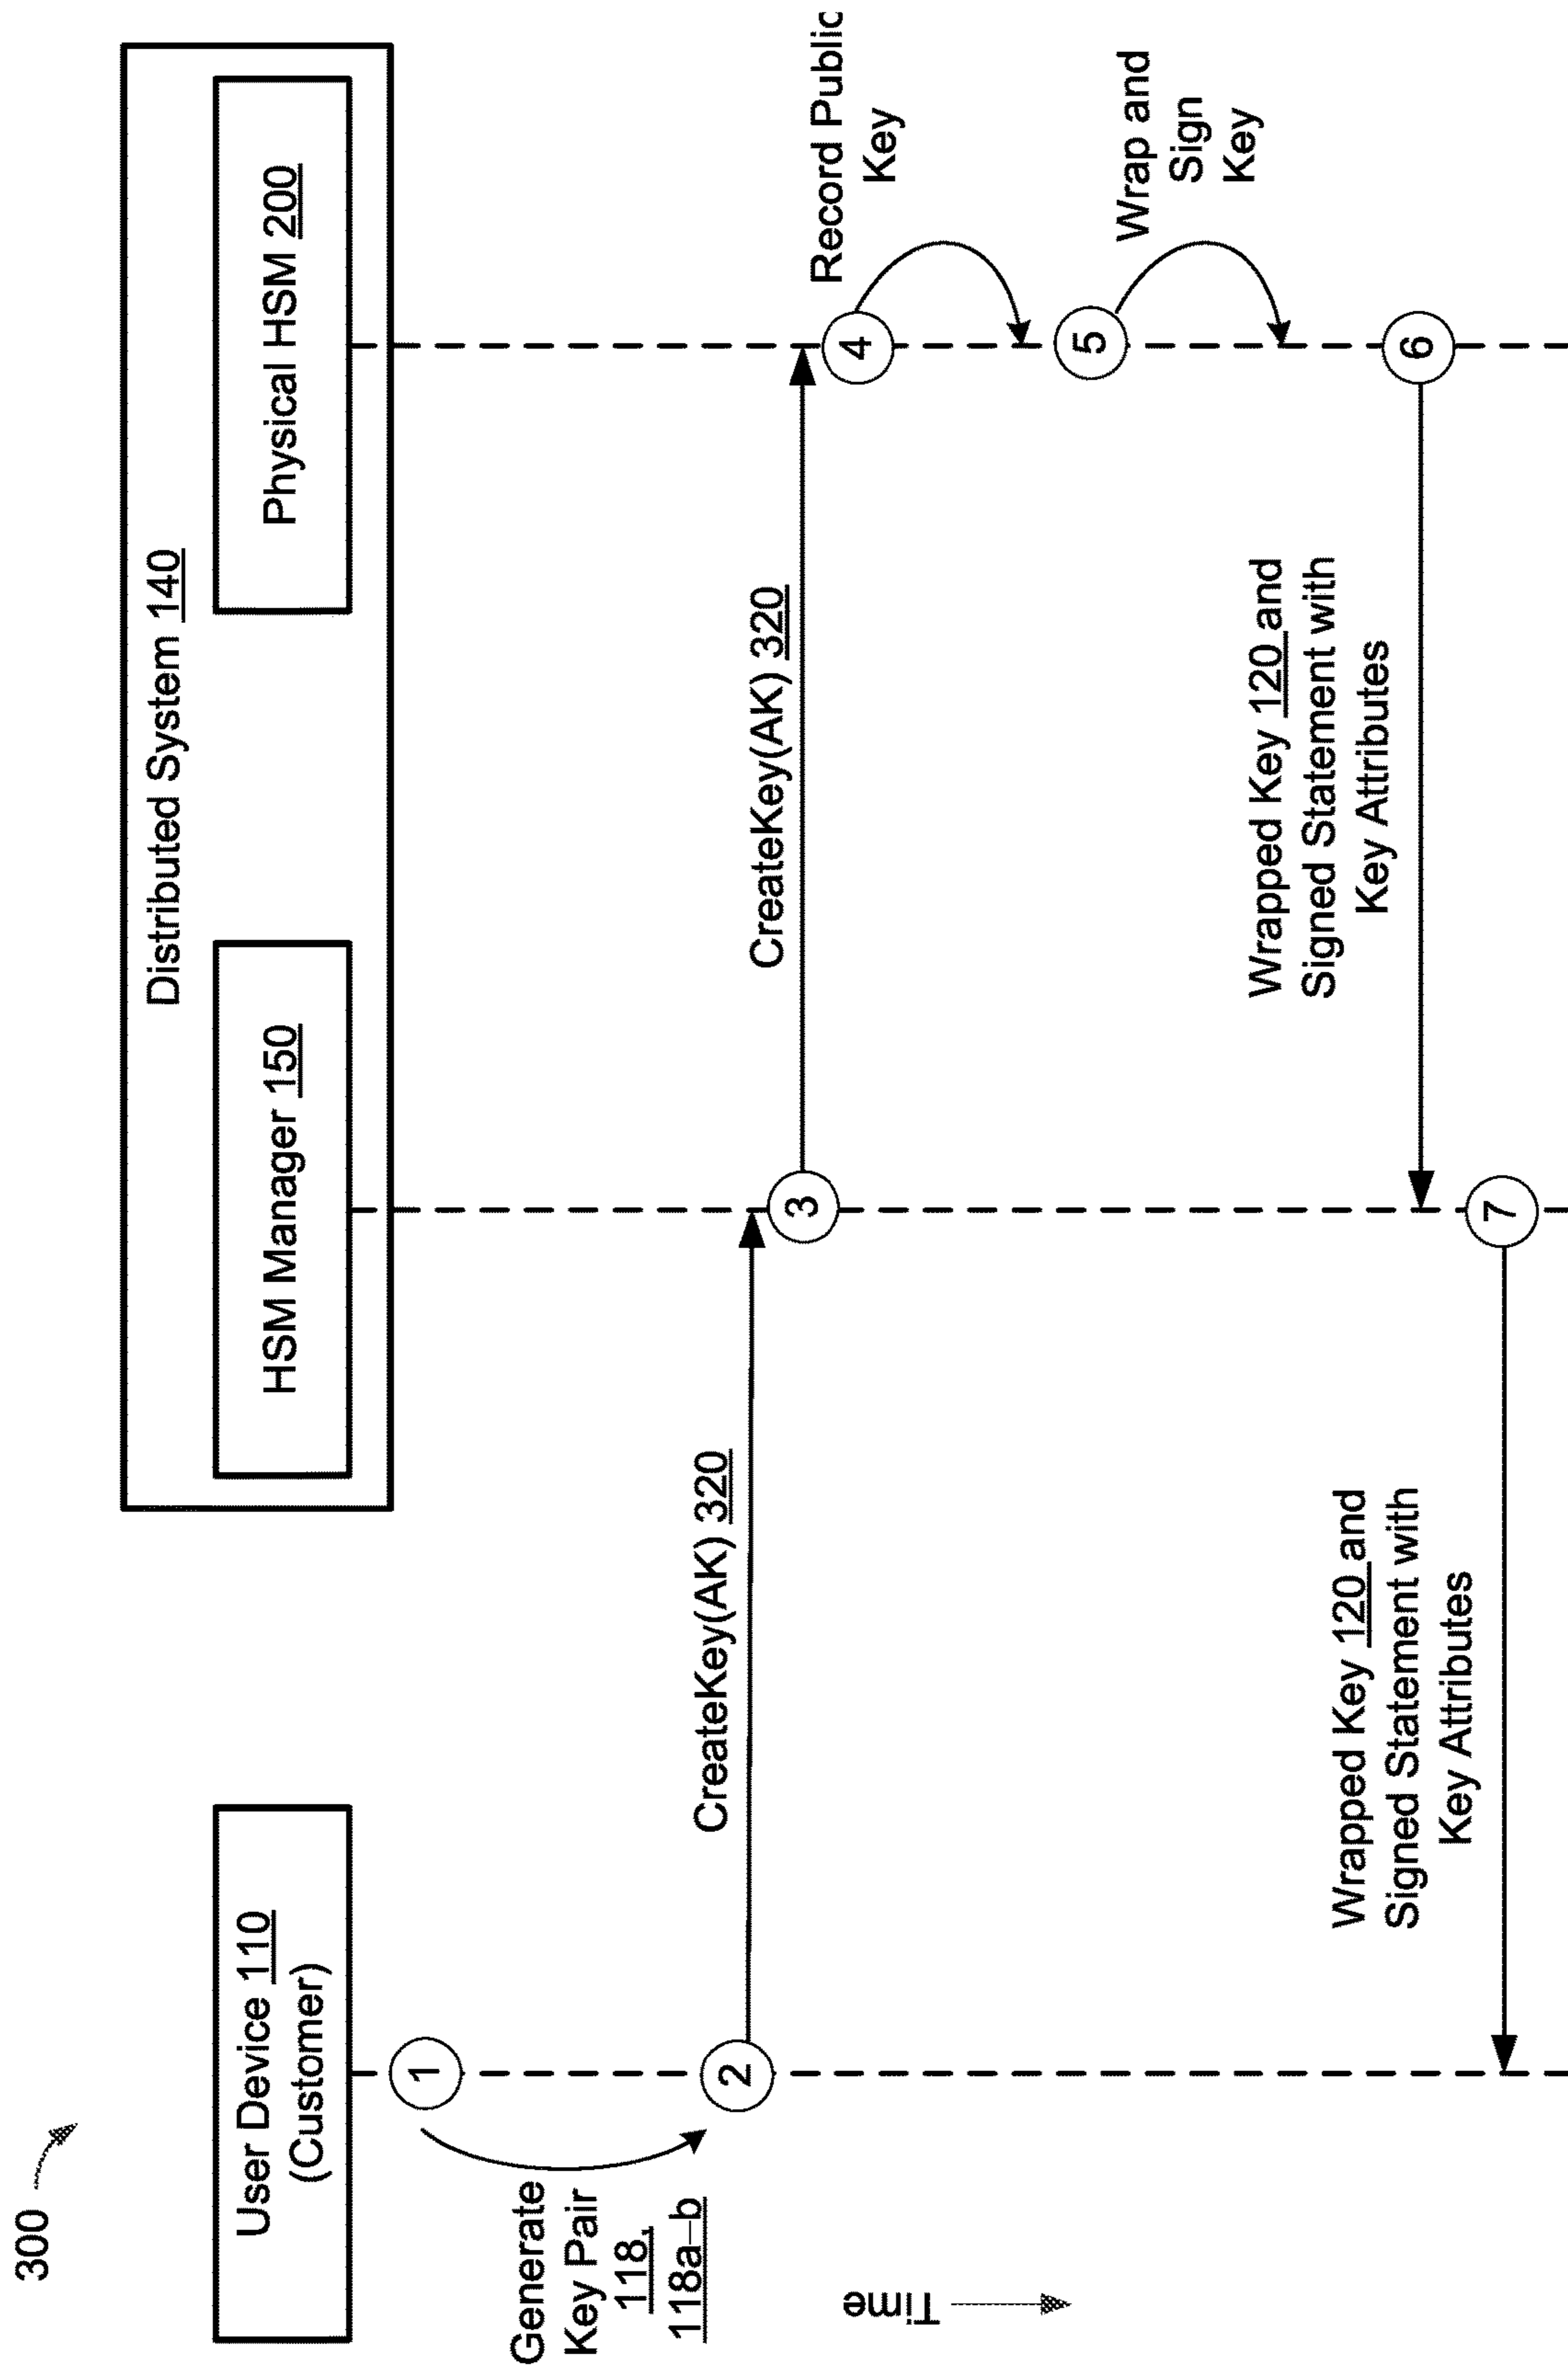 300
Distributed System 140
User Device 110
(Customer)
HSM Manager 150
Physical HSM 200
1
Generate
Key Pair
118,
118a–b
2
CreateKey(AK) 320
3
CreateKey(AK) 320
4
Record Public
Key
5
Wrap and
Sign
Key
6
Wrapped Key 120 and
Signed Statement with
Key Attributes
7
Wrapped Key 120 and
Signed Statement with
Key Attributes
Time